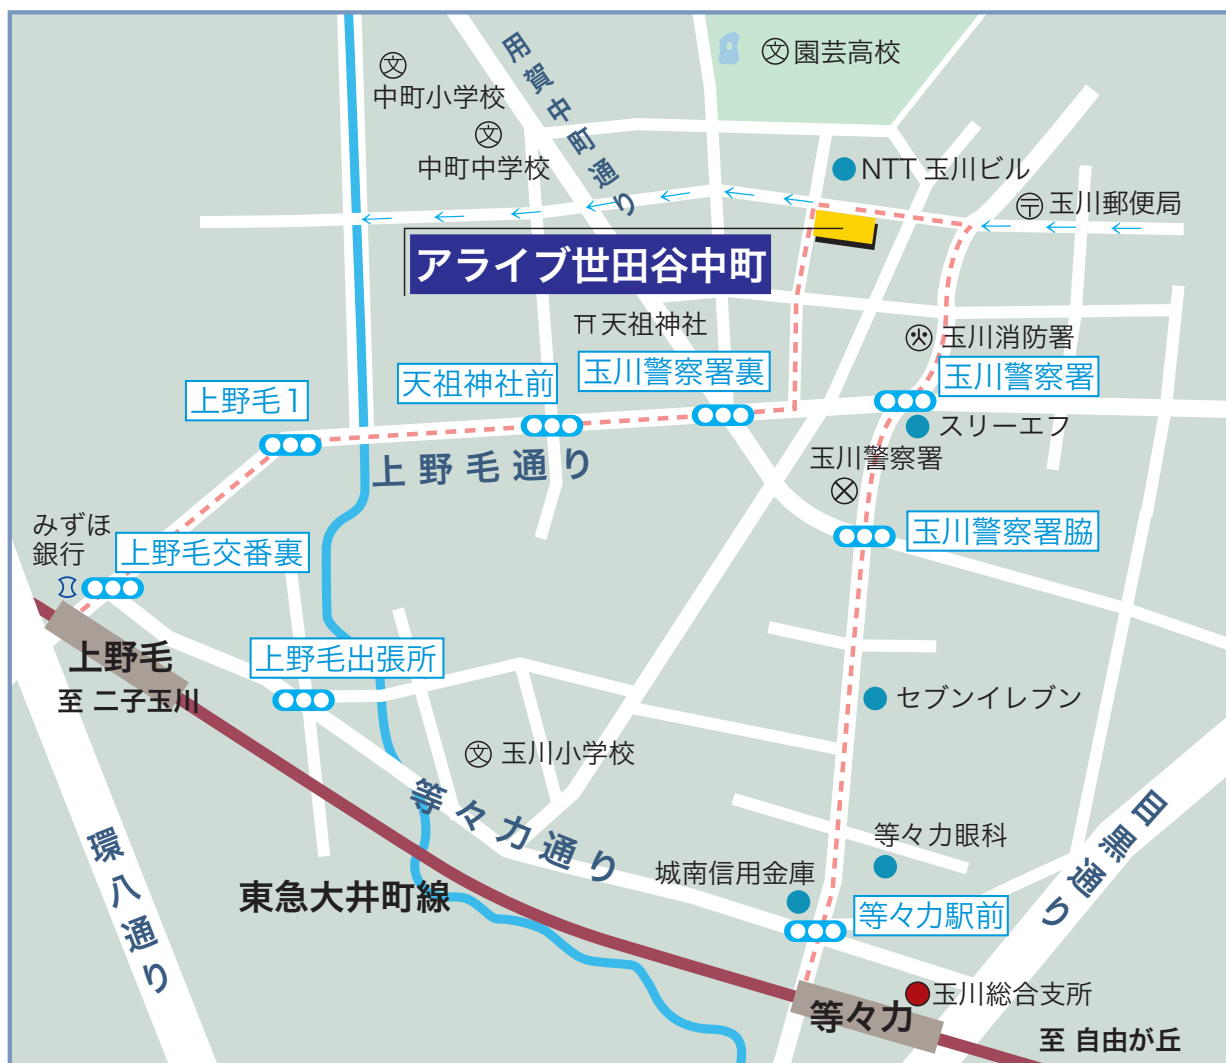 園芸高校
中町小学校
用賀中町通り
中町中学校
NTT 玉川ビル
玉川郵便局
アライブ世田谷中町
天祖神社
玉川消防署
玉川警察署裏
玉川警察署
天祖神社前
上野毛1
スリーエフ
上野毛通り
玉川警察署
みずほ
銀行
上野毛交番裏
玉川警察署脇
上野毛
上野毛出張所
至 二子玉川
セブンイレブン
玉川小学校
等々力通り
目黒通り
環八通り
等々力眼科
城南信用金庫
東急大井町線
等々力駅前
玉川総合支所
等々力
至 自由が丘
文
文
文
文